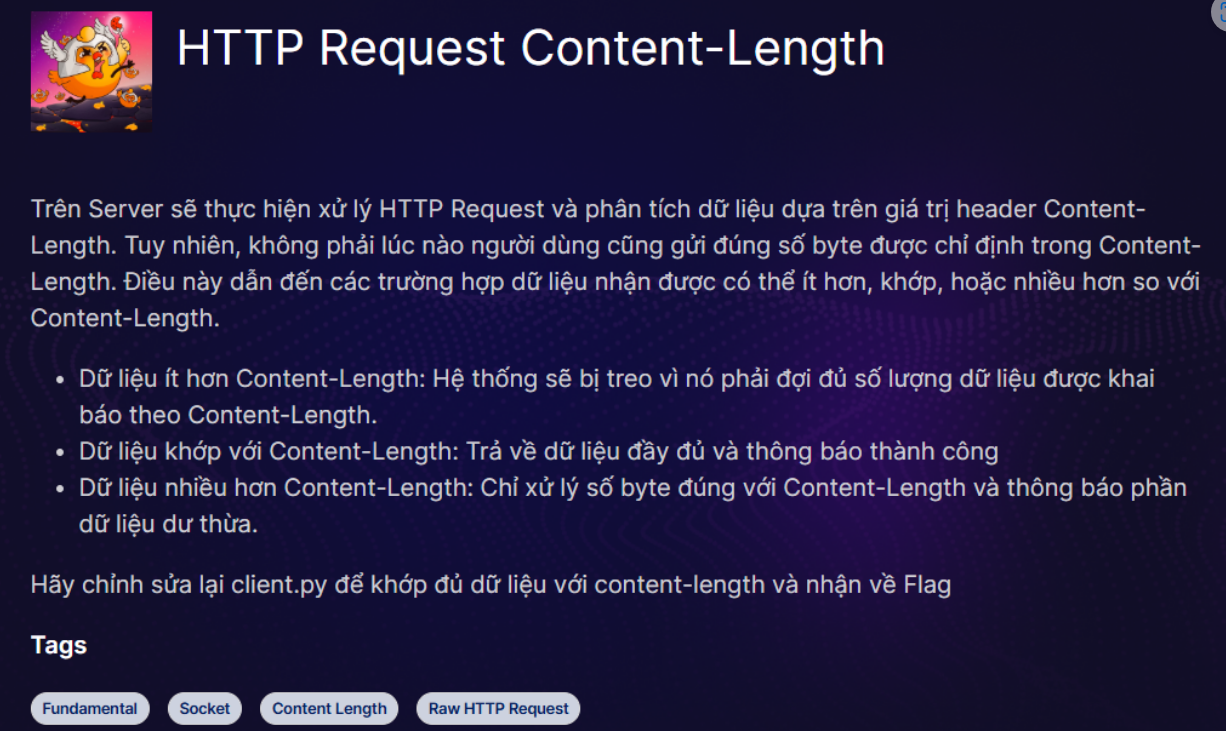 HTTP Request Content-Length
Trên Server sẽ thực hiện xử lý HTTP Request và phân tích dữ liệu dựa trên giá trị header Content-
Length. Tuy nhiên, không phải lúc nào người dùng cũng gửi đúng số byte được chỉ định trong Content-
Length. Điều này dẫn đến các trường hợp dữ liệu nhận được có thể ít hơn, khớp, hoặc nhiều hơn so với
Content-Length.
• Dữ liệu ít hơn Content-Length: Hệ thống sẽ bị treo vì nó phải đợi đủ số lượng dữ liệu được khai
báo theo Content-Length.
• Dữ liệu khớp với Content-Length: Trả về dữ liệu đầy đủ và thông báo thành công
• Dữ liệu nhiều hơn Content-Length: Chỉ xử lý số byte đúng với Content-Length và thông báo phần
dữ liệu dư thừa.
Hãy chỉnh sửa lại client.py để khớp đủ dữ liệu với content-length và nhận về Flag
Tags
Fundamental Socket Content Length Raw HTTP Request